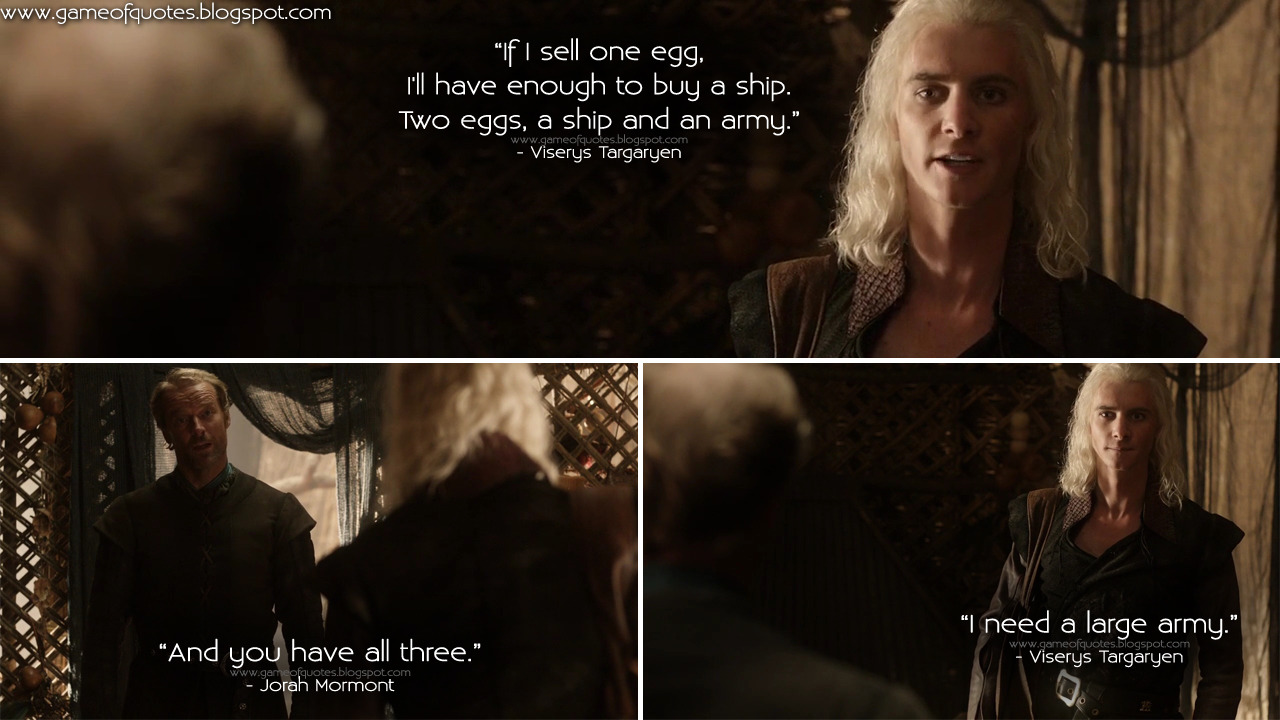 www.gameofquotes.blogspot.com
“If I sell one egg,
I'll have enough to buy a ship.
Two eggs, a ship and an army.”
www.gameofquotes.blogspot.com
- Viserys Targaryen
“And you have all three.”
www.gameofquotes.blogspot.com
- Jorah Mormont
“I need a large army.”
www.gameofquotes.blogspot.com
- Viserys Targaryen